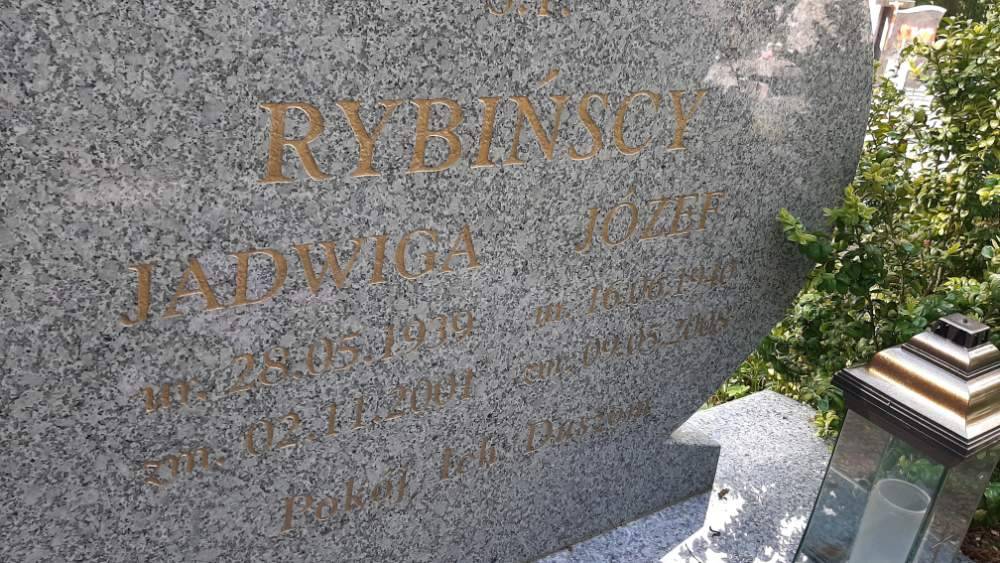 Ś.P.
RYBIŃSCY
JADWIGA JÓZEF
ur. 28.05.1939 ur. 16.06.1940
zm. 02.11.2001 zm. 09.05.2008
Pokój Ich Duszom